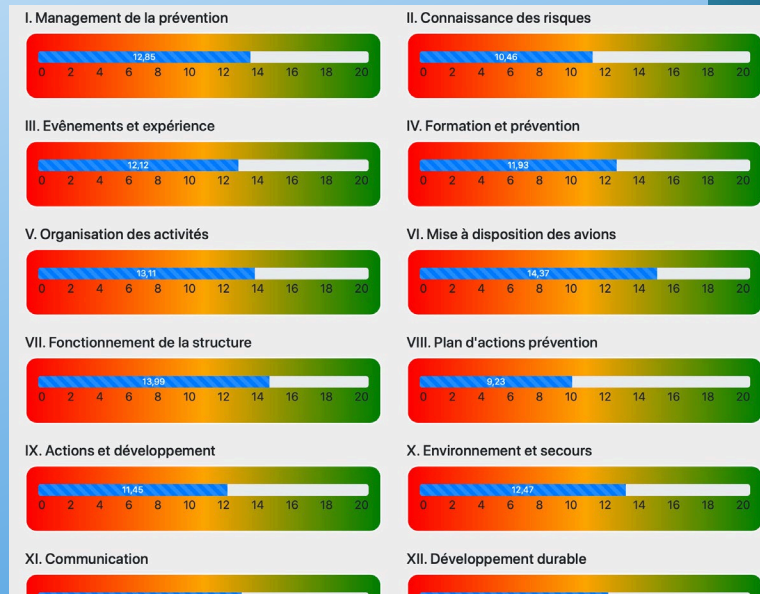 I. Management de la prévention
12,85
0 2 4 6 8 10 12 14 16 18 20
II. Connaissance des risques
10,46
0 2 4 6 8 10 12 14 16 18 20
III. Evênements et expérience
12,12
0 2 4 6 8 10 12 14 16 18 20
IV. Formation et prévention
11,93
0 2 4 6 8 10 12 14 16 18 20
V. Organisation des activités
13,11
0 2 4 6 8 10 12 14 16 18 20
VI. Mise à disposition des avions
14,37
0 2 4 6 8 10 12 14 16 18 20
VII. Fonctionnement de la structure
13,99
0 2 4 6 8 10 12 14 16 18 20
VIII. Plan d'actions prévention
9,23
0 2 4 6 8 10 12 14 16 18 20
IX. Actions et développement
11,45
0 2 4 6 8 10 12 14 16 18 20
X. Environnement et secours
12,47
0 2 4 6 8 10 12 14 16 18 20
XI. Communication
XII. Développement durable